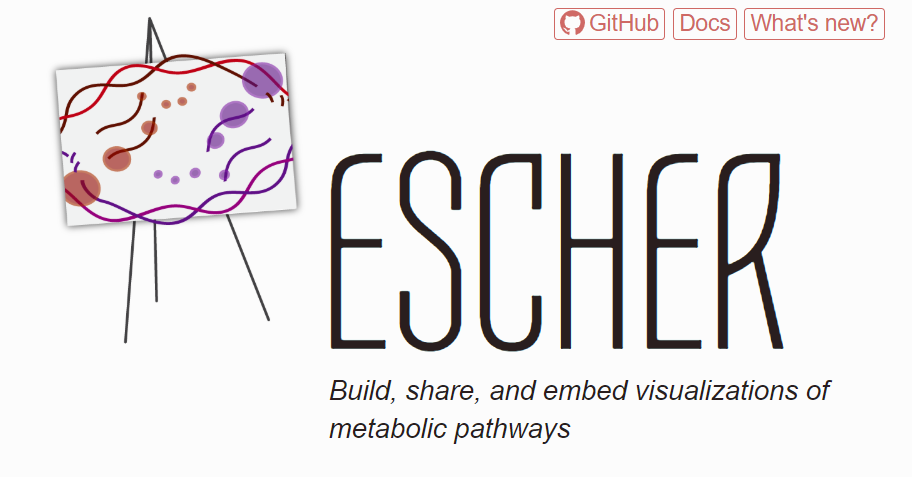 GitHub Docs What's new?
ESCHER
Build, share, and embed visualizations of
metabolic pathways